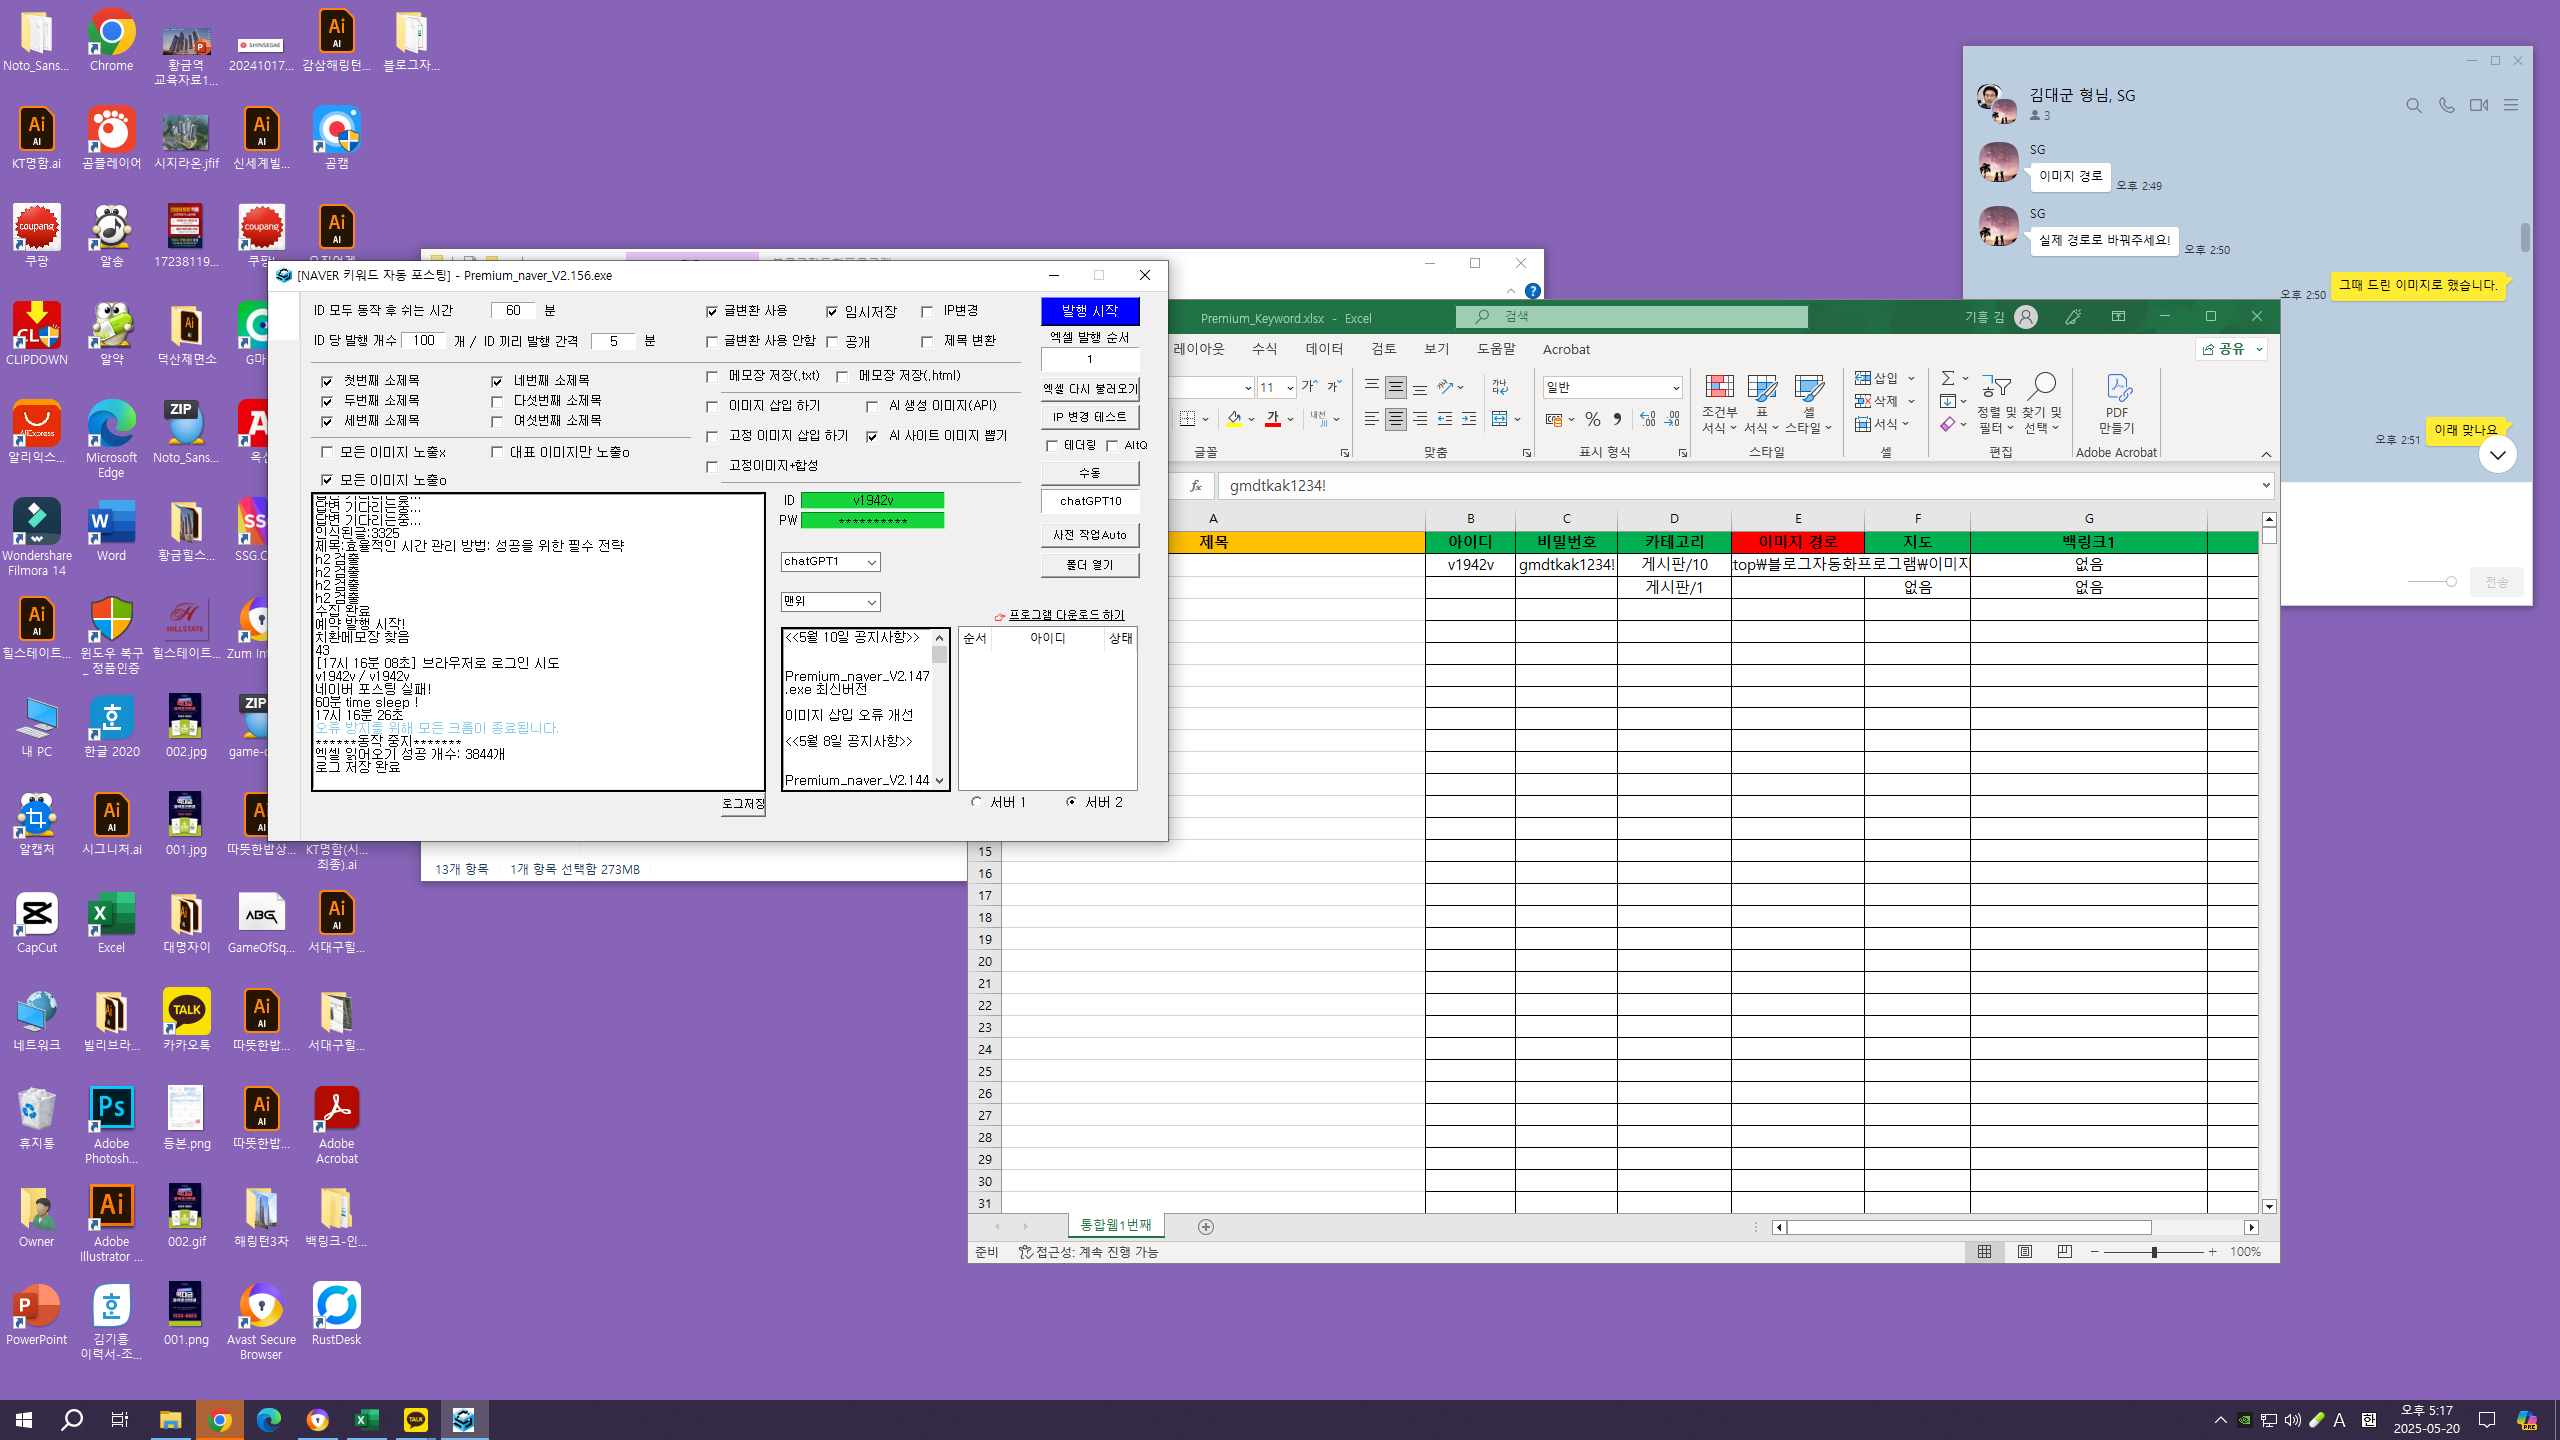 Noto_Sans...
Chrome
황금역
교육자료1...
20241017...
감삼해링턴...
블로그자...
KT명함.ai
곰플레이어
시지라온.jfif
신세계빌...
곰캠
쿠팡
알송
17238119...
CLIPDOWN
알약
덕산제면소
알리익스...
Microsoft
Edge
Noto_Sans...
Wondershare
Filmora 14
Word
황금힐스...
힐스테이트...
윈도우 복구
_ 정품인증
힐스테이트...
내 PC
한글 2020
002.jpg
알캡처
시그니처.ai
001.jpg
따뜻한밥상...
KT명함(시...
최종).ai
CapCut
Excel
대명자이
GameOfSq...
서대구힐...
네트워크
빌리브라...
카카오톡
따뜻한밥...
서대구힐...
휴지통
Adobe
Photosh...
등본.png
따뜻한밥...
Adobe
Acrobat
Owner
Adobe
Illustrator ...
002.gif
해링턴3차
백링크-인...
PowerPoint
김기흥
이력서-조...
001.png
Avast Secure
Browser
RustDesk
[NAVER 키워드 자동 포스팅] - Premium_naver_V2.156.exe
ID 모두 동작 후 쉬는 시간 60 분
ID 당 발행 개수 100 개 / ID 끼리 발행 간격 5 분
글변환 사용
임시저장
IP변경
글변환 사용 안함
공개
제목 변환
발행 시작
엑셀 발행 순서
1
엑셀 다시 불러오기
IP 변경 테스트
테더링
AltQ
수동
chatGPT10
사전 작업Auto
폴더 열기
첫번째 소제목
네번째 소제목
두번째 소제목
다섯번째 소제목
세번째 소제목
여섯번째 소제목
모든 이미지 노출x
대표 이미지만 노출o
모든 이미지 노출o
메모장 저장(,txt)
메모장 저장(,html)
이미지 삽입 하기
AI 생성 이미지(API)
고정 이미지 삽입 하기
AI 사이트 이미지 뽑기
고정이미지+합성
답변 기다리는중...
답변 기다리는중...
인식된글:3325
제목:효율적인 시간 관리 방법: 성공을 위한 필수 전략
h2 검출
h2 검출
h2 검출
h2 검출
수집 완료
예약 발행 시작!
치환메모장 찾음
43
[17시 16분 08초] 브라우저로 로그인 시도
v1942v / v1942v
네이버 포스팅 실패!
60분 time sleep !
17시 16분 26초
오류 방지를 위해 모든 크롬이 종료됩니다.
******동작 중지*******
엑셀 읽어오기 성공 개수: 3844개
로그 저장 완료
로그저장
ID v1942v
PW **********
chatGPT1
맨위
프로그램 다운로드 하기
<<5월 10일 공지사항>>
Premium_naver_V2.147
.exe 최신버전
이미지 삽입 오류 개선
<<5월 8일 공지사항>>
Premium_naver_V2.144
순서 아이디 상태
서버 1
서버 2
13개 항목
1개 항목 선택함 273MB
Premium_Keyword.xlsx - Excel
검색
기흥 김
레이아웃
수식
데이터
검토
보기
도움말
Acrobat
공유
11
일반
조건부
서식
표
서식
셀
스타일
삽입
삭제
서식
정렬 및
필터
찾기 및
선택
PDF
만들기
글꼴
맞춤
표시 형식
스타일
셀
편집
Adobe Acrobat
fx
gmdtkak1234!
A B C D E F G
제목 아이디 비밀번호 카테고리 이미지 경로 지도 백링크1
v1942v gmdtkak1234! 게시판/10 top₩블로그자동화프로그램₩이미지 없음
게시판/1 없음 없음
15
16
17
18
19
20
21
22
23
24
25
26
27
28
29
30
31
통합웰1번째
준비
접근성: 계속 진행 가능
100%
김대군 형님, SG
3
SG
이미지 경로
오후 2:49
SG
실제 경로로 바꿔주세요!
오후 2:50
오후 2:50
그때 드린 이미지로 했습니다.
오후 2:51
이래 맞나요
전송
A
한
오후 5:17
2025-05-20